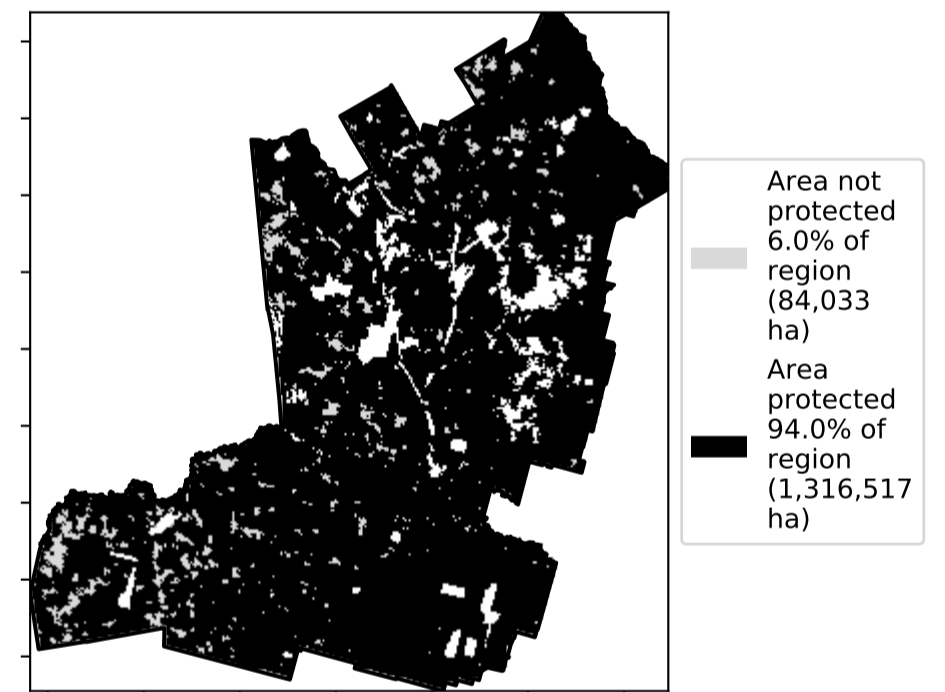 Area not
protected
6.0% of
region
(84,033
ha)
Area
protected
94.0% of
region
(1,316,517
ha)